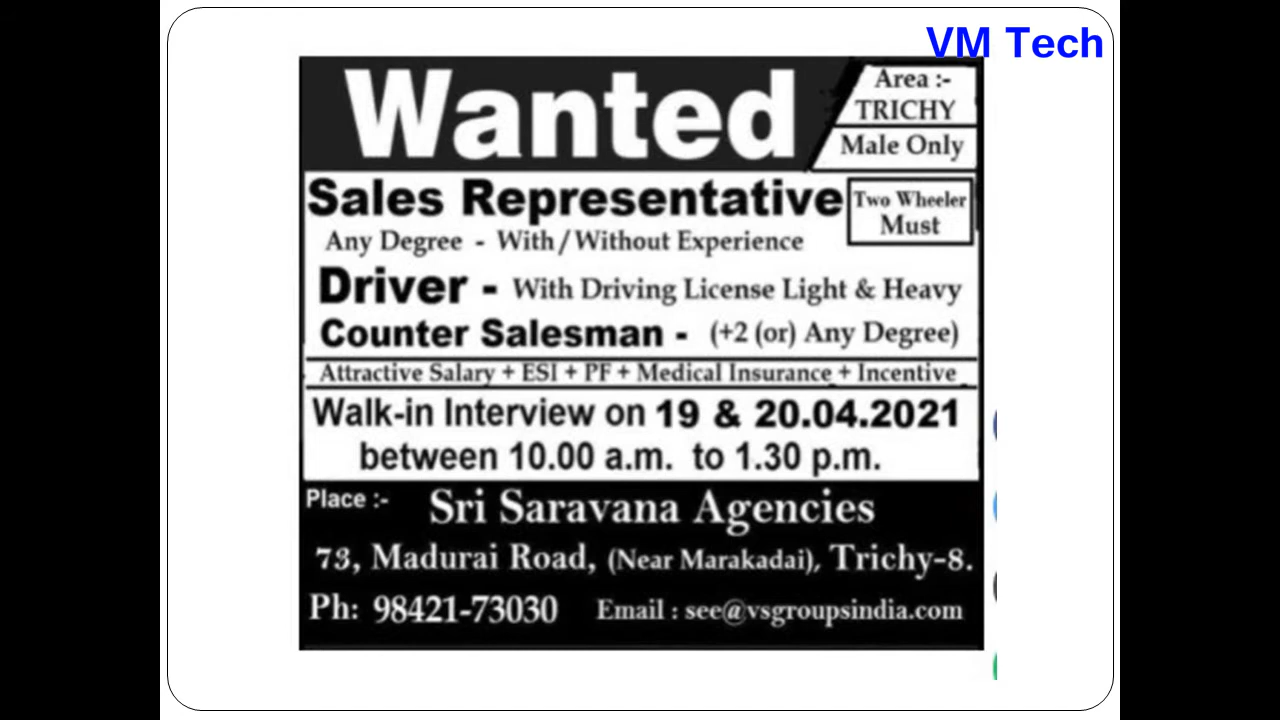 VM Tech
Wanted
Area :-
TRICHY
Male Only
Sales Representative
Two Wheeler
Must
Any Degree - With/Without Experience
Driver - With Driving License Light & Heavy
Counter Salesman - (+2 (or) Any Degree)
Attractive Salary + ESI + PF + Medical Insurance + Incentive
Walk-in Interview on 19 & 20.04.2021
between 10.00 a.m. to 1.30 p.m.
Place :- Sri Saravana Agencies
73, Madurai Road, (Near Marakadai), Trichy-8.
Ph: 98421-73030 Email : see@vsgroupsindia.com